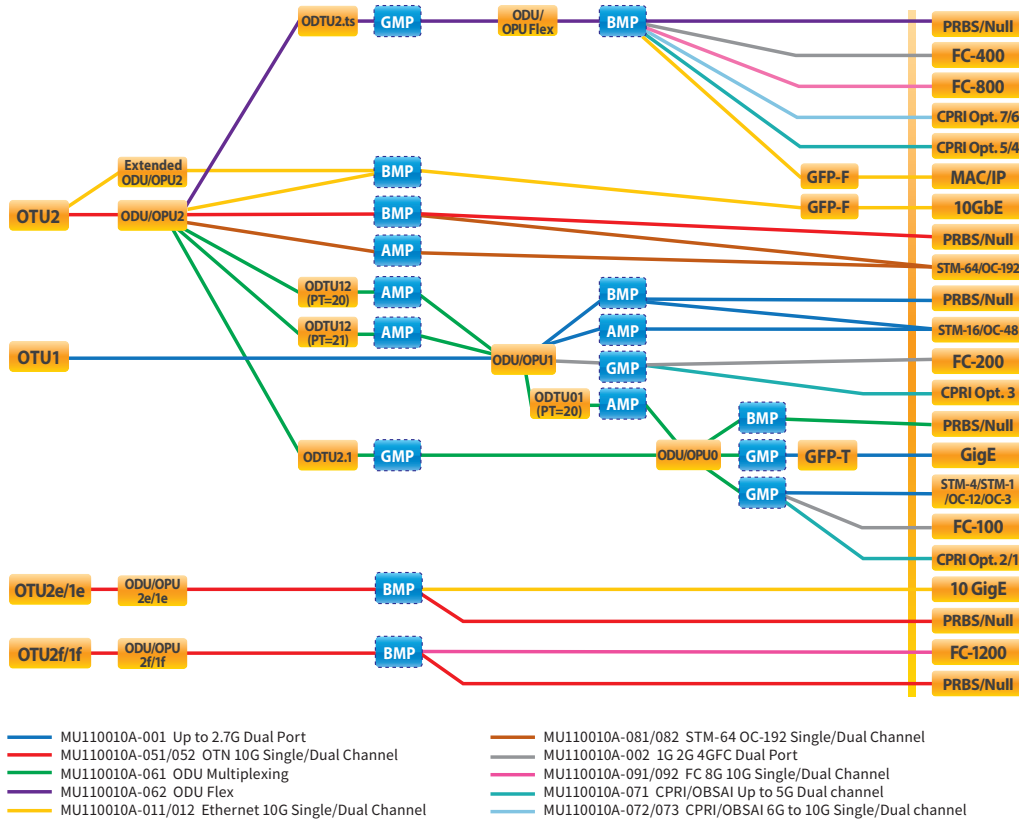 ODTU2.ts
GMP
ODU/
OPU Flex
BMP
PRBS/Null
FC-400
FC-800
CPRI Opt. 7/6
CPRI Opt. 5/4
Extended
ODU/OPU2
BMP
GFP-F
MAC/IP
OTU2
ODU/OPU2
BMP
GFP-F
10GbE
PRBS/Null
AMP
STM-64/OC-192
ODTU12
(PT=20)
AMP
BMP
PRBS/Null
ODTU12
(PT=21)
AMP
AMP
STM-16/OC-48
OTU1
ODU/OPU1
GMP
FC-200
CPRI Opt. 3
ODTU01
(PT=20)
AMP
BMP
PRBS/Null
ODTU2.1
GMP
ODU/OPU0
GMP
GFP-T
GigE
GMP
STM-4/STM-1
/OC-12/OC-3
FC-100
CPRI Opt. 2/1
OTU2e/1e
ODU/OPU
2e/1e
BMP
10 GigE
PRBS/Null
OTU2f/1f
ODU/OPU
2f/1f
BMP
FC-1200
PRBS/Null
MU110010A-001 Up to 2.7G Dual Port
MU110010A-051/052 OTN 10G Single/Dual Channel
MU110010A-061 ODU Multiplexing
MU110010A-062 ODU Flex
MU110010A-011/012 Ethernet 10G Single/Dual Channel
MU110010A-081/082 STM-64 OC-192 Single/Dual Channel
MU110010A-002 1G 2G 4GFC Dual Port
MU110010A-091/092 FC 8G 10G Single/Dual Channel
MU110010A-071 CPRI/OBSAI Up to 5G Dual channel
MU110010A-072/073 CPRI/OBSAI 6G to 10G Single/Dual channel